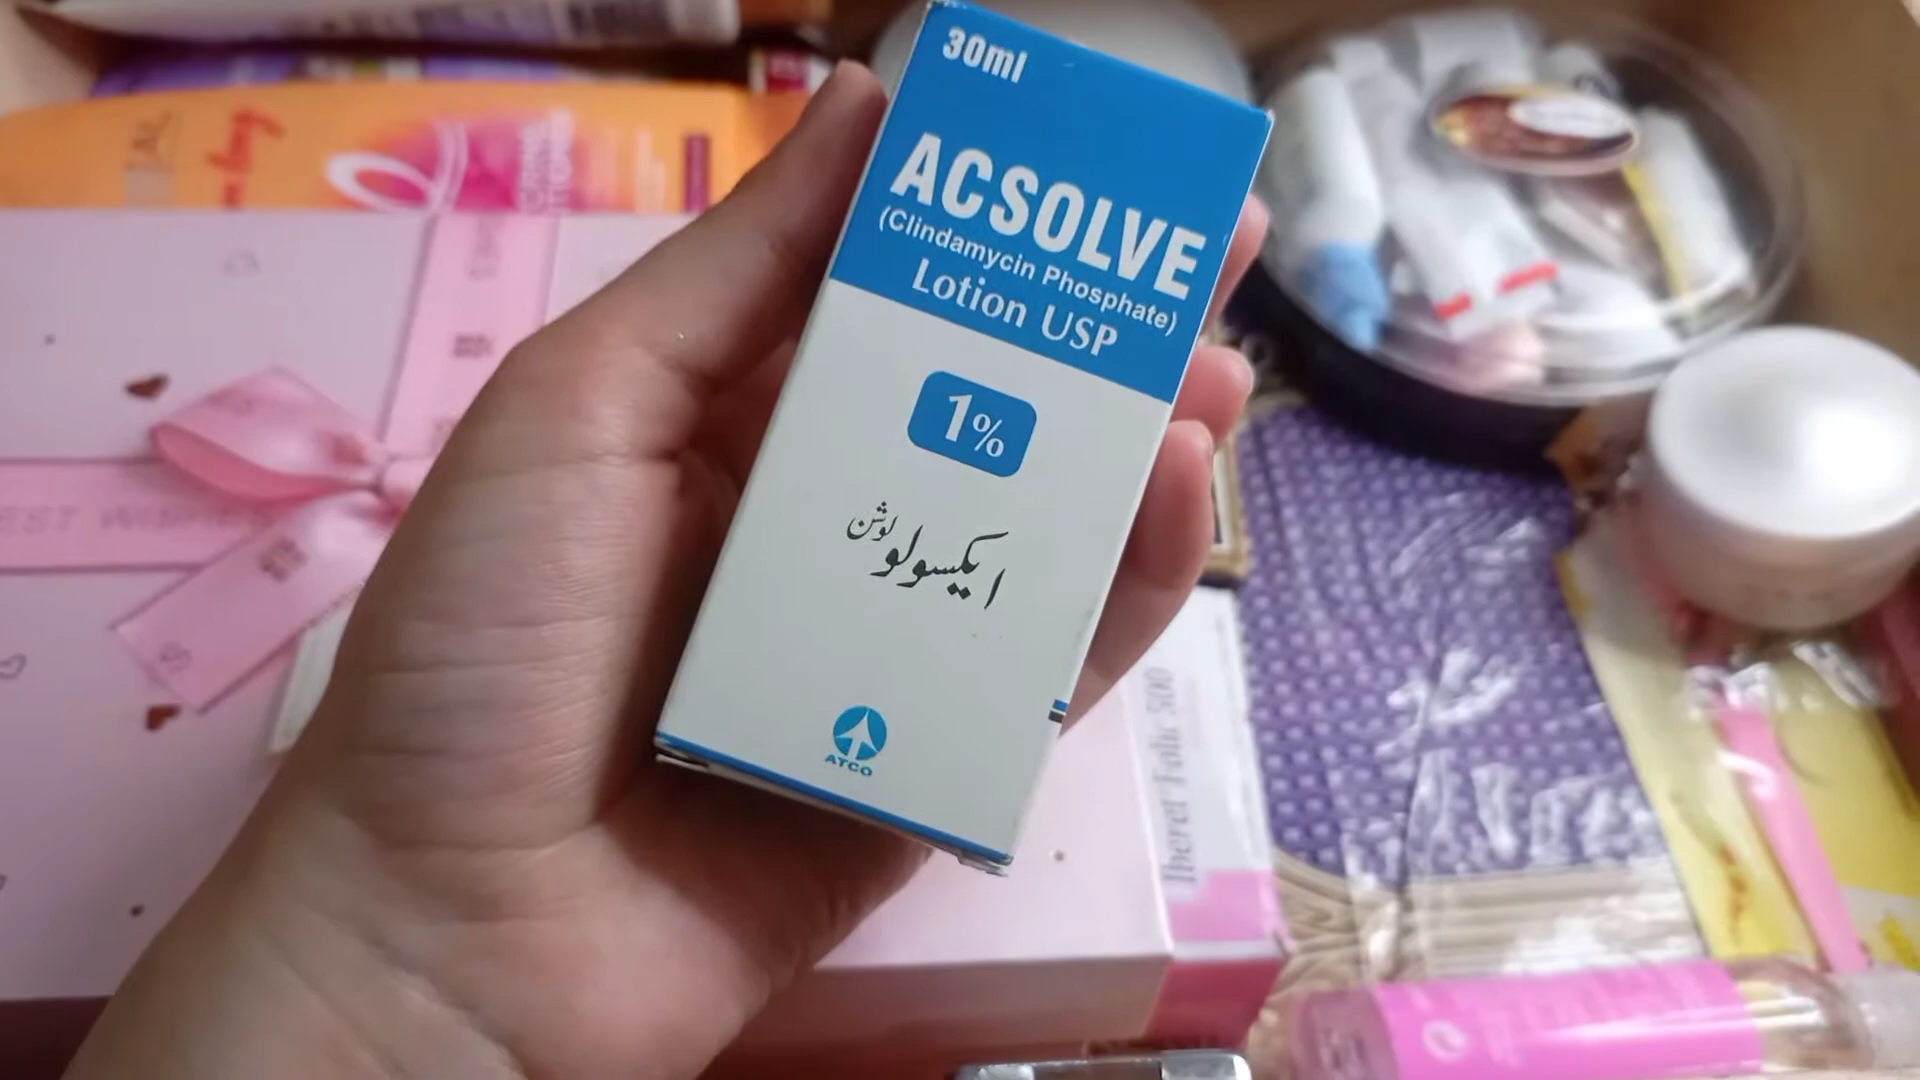 30ml
ACSOLVE
(Clindamycin Phosphate)
Lotion USP
1%
ایکسولو لوشن
ATCO
Iberet Folic 500